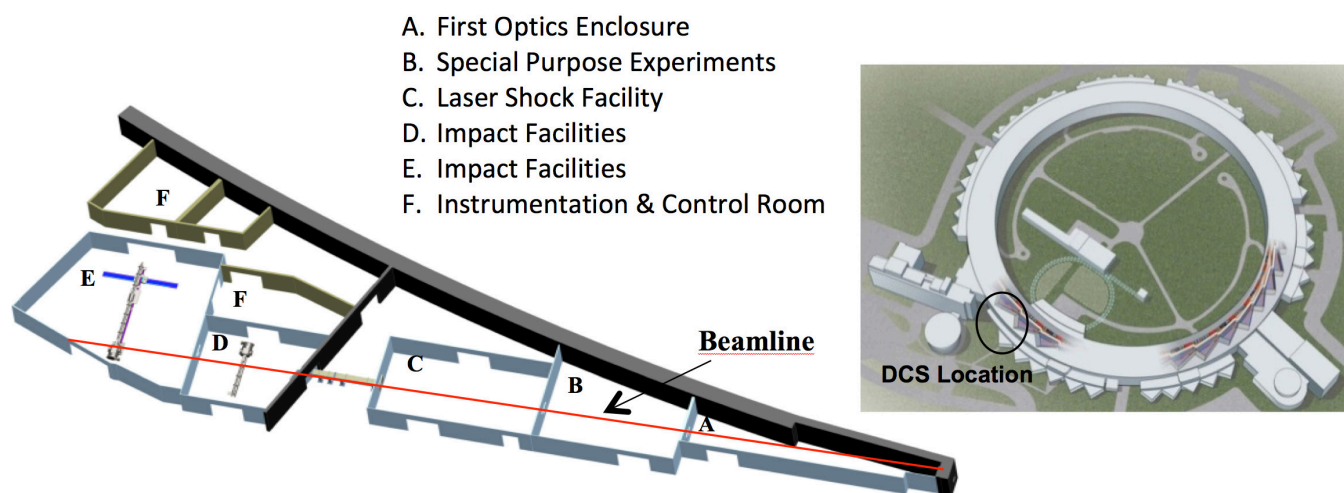 A. First Optics Enclosure
B. Special Purpose Experiments
C. Laser Shock Facility
D. Impact Facilities
E. Impact Facilities
F. Instrumentation & Control Room
F
E
F
D
C
B
A
Beamline
DCS Location